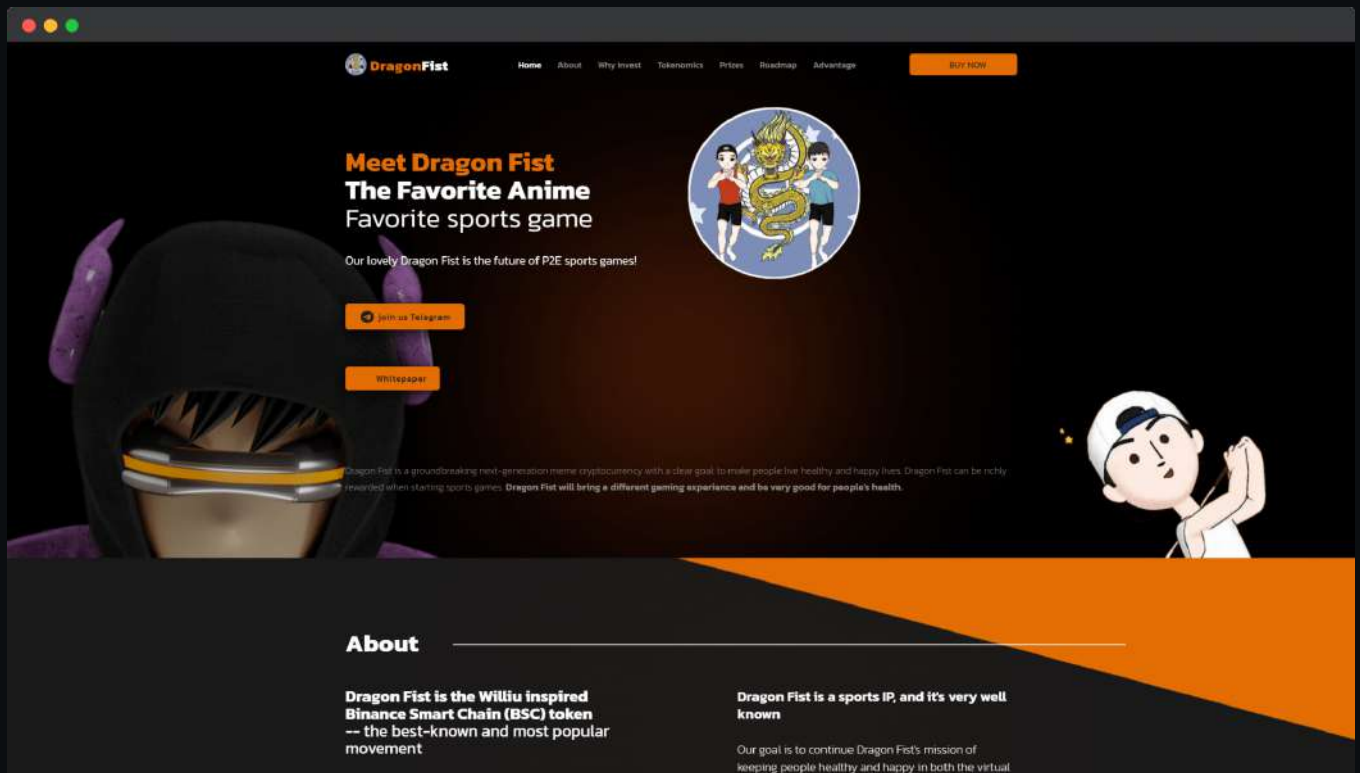 DragonFist
Home About Why Invest Tokenomics Prizes Roadmap Advantage
BUY NOW
Meet Dragon Fist
The Favorite Anime
Favorite sports game
Our lovely Dragon Fist is the future of P2E sports games!
Join us Telegram
Whitepaper
Dragon Fist is a groundbreaking next-generation meme cryptocurrency with a clear goal: to make people live healthy and happy lives. Dragon Fist can be richly
rewarded when starting sports games. Dragon Fist will bring a different gaming experience and be very good for people's health.
About
Dragon Fist is the Williu inspired
Binance Smart Chain (BSC) token
-- the best-known and most popular
movement
Dragon Fist is a sports IP, and it's very well
known
Our goal is to continue Dragon Fist's mission of
keeping people healthy and happy in both the virtual